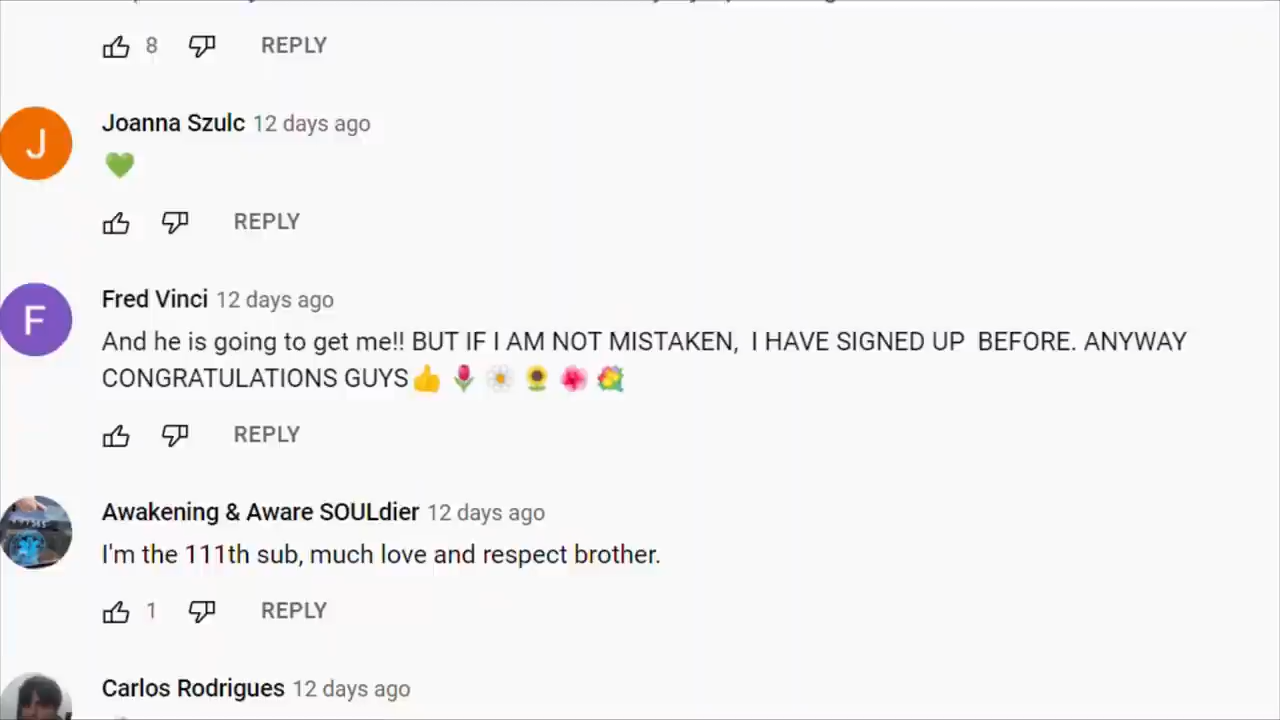 8 REPLY
J
Joanna Szulc 12 days ago
💚
REPLY
F
Fred Vinci 12 days ago
And he is going to get me!! BUT IF I AM NOT MISTAKEN,  I HAVE SIGNED UP  BEFORE. ANYWAY
CONGRATULATIONS GUYS👍🌷🌼🌻🌺💐
REPLY
Awakening & Aware SOULdier 12 days ago
I'm the 111th sub, much love and respect brother.
1 REPLY
Carlos Rodrigues 12 days ago